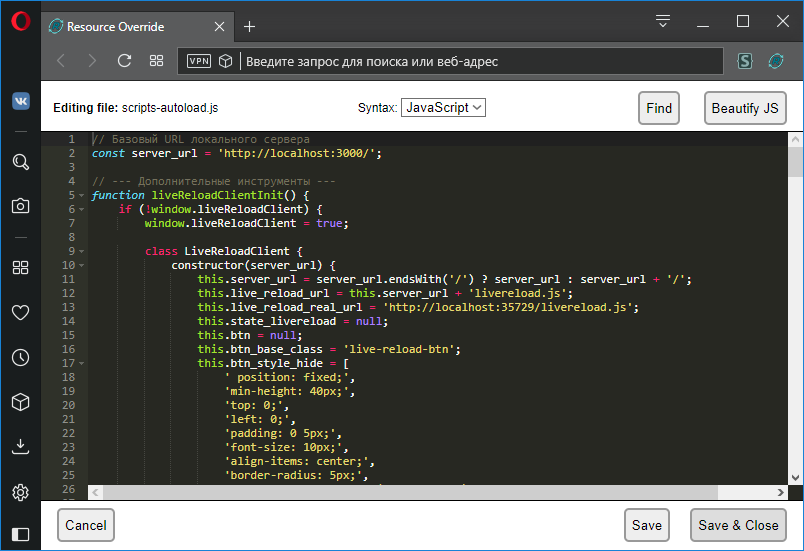 Resource Override
VPN
Введите запрос для поиска или веб-адрес
S
Editing file: scripts-autoload.js
Syntax: JavaScript
Find
Beautify JS
1 // Базовый URL локального сервера
2 const server_url = 'http://localhost:3000/';
3
4 // --- Дополнительные инструменты ---
5 function liveReloadClientInit() {
6 if (!window.liveReloadClient) {
7 window.liveReloadClient = true;
8
9 class LiveReloadClient {
10 constructor(server_url) {
11 this.server_url = server_url.endsWith('/') ? server_url : server_url + '/';
12 this.live_reload_url = this.server_url + 'livereload.js';
13 this.live_reload_real_url = 'http://localhost:35729/livereload.js';
14 this.state_livereload = null;
15 this.btn = null;
16 this.btn_base_class = 'live-reload-btn';
17 this.btn_style_hide = [
18 ' position: fixed;',
19 'min-height: 40px;',
20 'top: 0;',
21 'left: 0;',
22 'padding: 0 5px;',
23 'font-size: 10px;',
24 'align-items: center;',
25 'border-radius: 5px;',
26
Cancel
Save
Save & Close